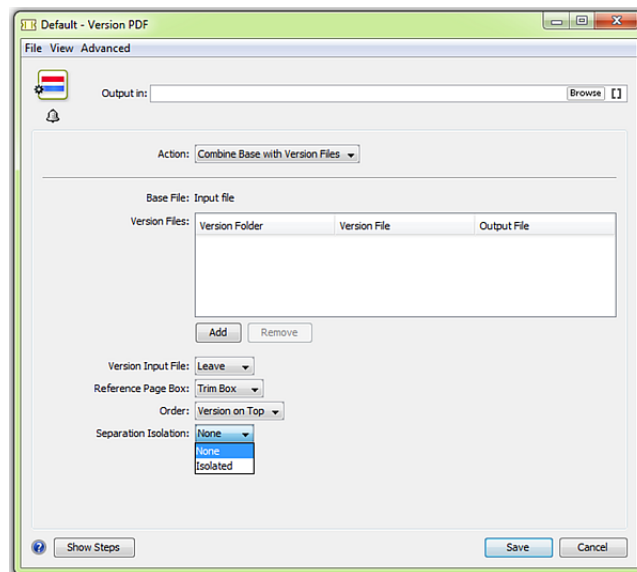 Default - Version PDF
File View Advanced
Output in: Browse []
Action: Combine Base with Version Files
Base File: Input file
Version Files: Version Folder Version File Output File
Add Remove
Version Input File: Leave
Reference Page Box: Trim Box
Order: Version on Top
Separation Isolation: None
None
Isolated
? Show Steps Save Cancel